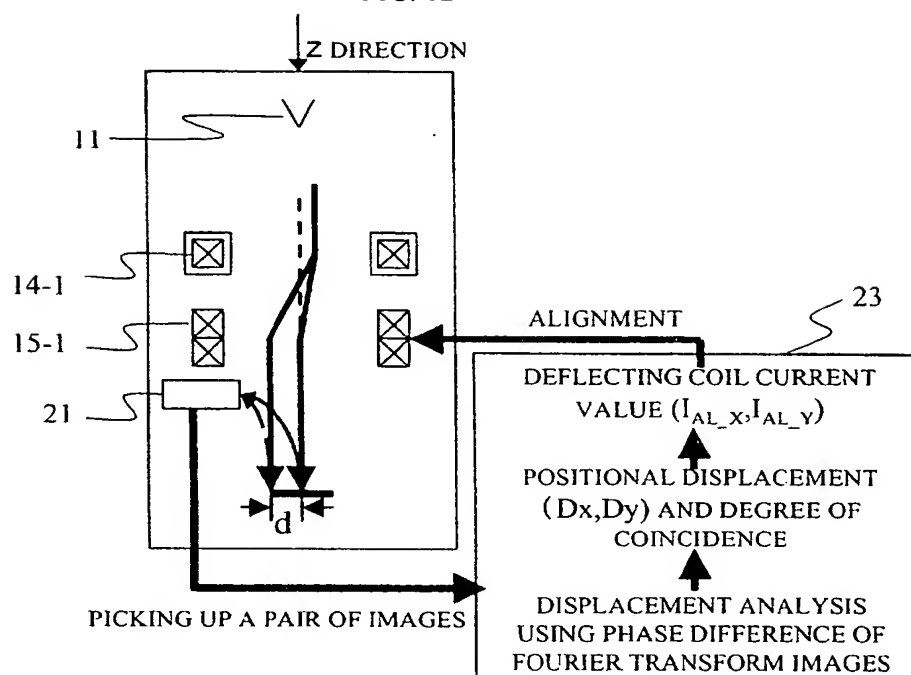 Z DIRECTION
11
14-1
15-1
21
d
23
ALIGNMENT
DEFLECTING COIL CURRENT
VALUE (I_AL_X,I_AL_Y)
POSITIONAL DISPLACEMENT
(Dx,Dy) AND DEGREE OF
COINCIDENCE
DISPLACEMENT ANALYSIS
USING PHASE DIFFERENCE OF
FOURIER TRANSFORM IMAGES
PICKING UP A PAIR OF IMAGES